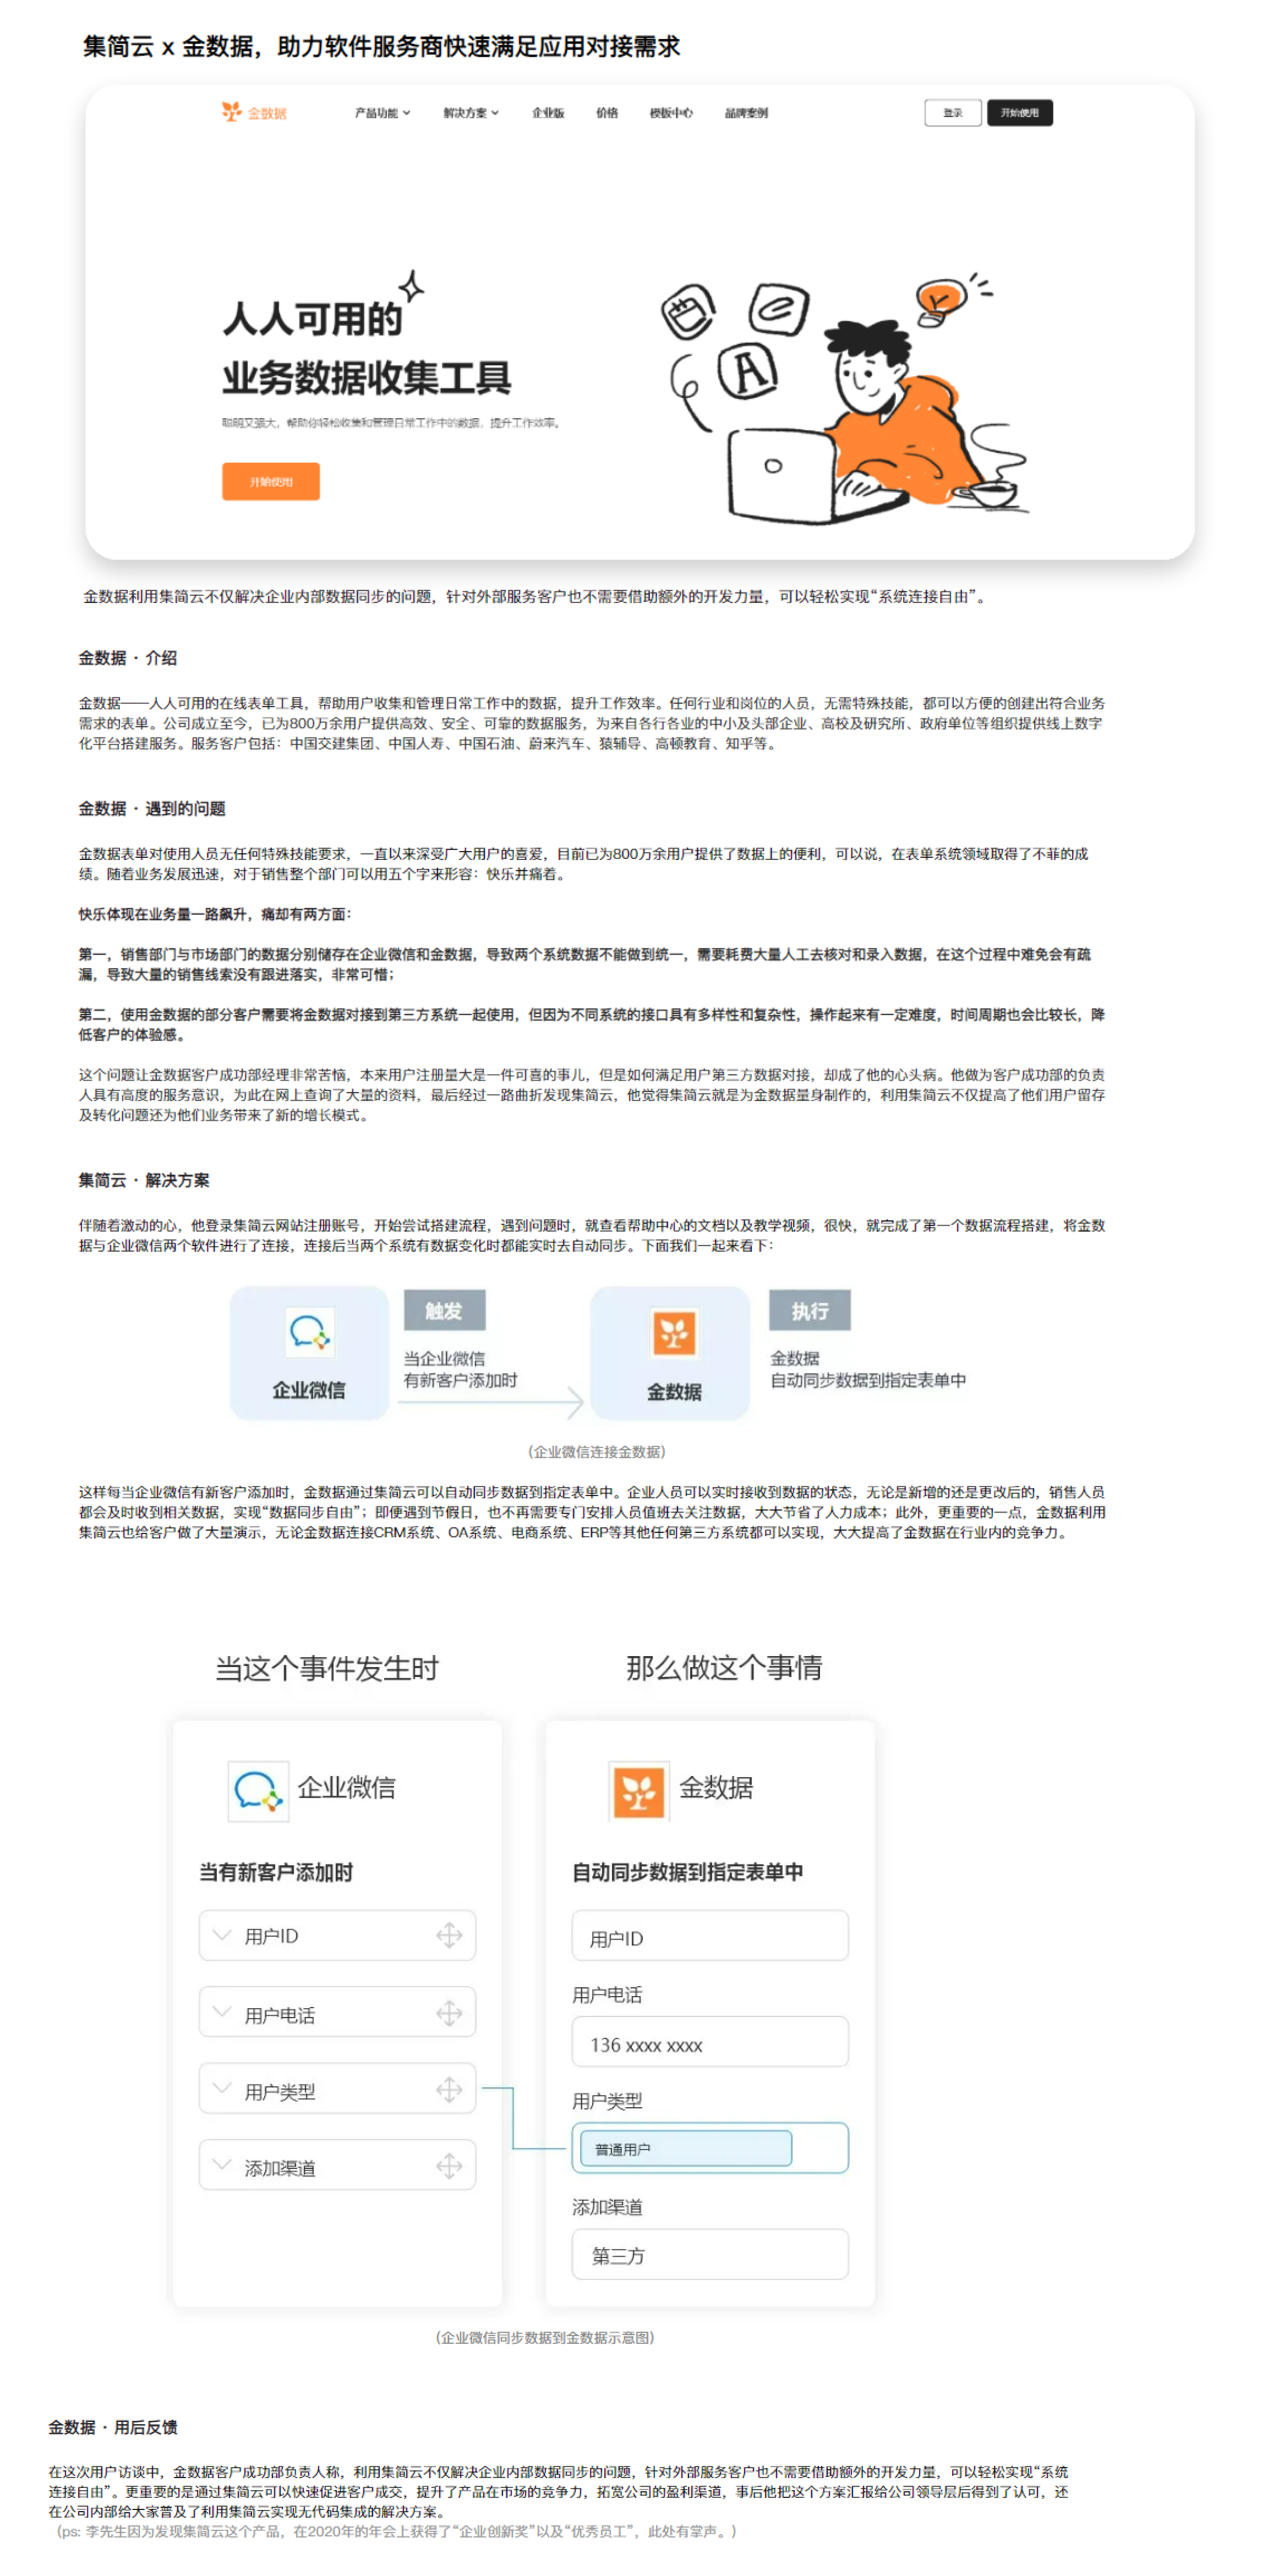 集简云 x 金数据，助力软件服务商快速满足应用对接需求
金数据 产品功能 解决方案 企业版 价格 模板中心 品牌案例 登录 开始使用
人人可用的
业务数据收集工具
聪明又强大，帮助你轻松收集和管理日常工作中的数据，提升工作效率。
开始使用
A
金数据利用集简云不仅解决企业内部数据同步的问题，针对外部服务客户也不需要借助额外的开发力量，可以轻松实现“系统连接自由”。
金数据 · 介绍
金数据——人人可用的在线表单工具，帮助用户收集和管理日常工作中的数据，提升工作效率。任何行业和岗位的人员，无需特殊技能，都可以方便的创建出符合业务
需求的表单。公司成立至今，已为800万余用户提供高效、安全、可靠的数据服务，为来自各行各业的中小及头部企业、高校及研究所、政府单位等组织提供线上数字
化平台搭建服务。服务客户包括：中国交建集团、中国人寿、中国石油、蔚来汽车、猿辅导、高顿教育、知乎等。
金数据 · 遇到的问题
金数据表单对使用人员无任何特殊技能要求，一直以来深受广大用户的喜爱，目前已为800万余用户提供了数据上的便利，可以说，在表单系统领域取得了不菲的成
绩。随着业务发展迅速，对于销售整个部门可以用五个字来形容：快乐并痛着。
快乐体现在业务量一路飙升，痛却有两方面：
第一，销售部门与市场部门的数据分别储存在企业微信和金数据，导致两个系统数据不能做到统一，需要耗费大量人工去核对和录入数据，在这个过程中难免会有疏
漏，导致大量的销售线索没有跟进落实，非常可惜；
第二，使用金数据的部分客户需要将金数据对接到第三方系统一起使用，但因为不同系统的接口具有多样性和复杂性，操作起来有一定难度，时间周期也会比较长，降
低客户的体验感。
这个问题让金数据客户成功部经理非常苦恼，本来用户注册量大是一件可喜的事儿，但是如何满足用户第三方数据对接，却成了他的心头病。他做为客户成功部的负责
人具有高度的服务意识，为此在网上查询了大量的资料，最后经过一路曲折发现集简云，他觉得集简云就是为金数据量身制作的，利用集简云不仅提高了他们用户留存
及转化问题还为他们业务带来了新的增长模式。
集简云 · 解决方案
伴随着激动的心，他登录集简云网站注册账号，开始尝试搭建流程，遇到问题时，就查看帮助中心的文档以及教学视频，很快，就完成了第一个数据流程搭建，将金数
据与企业微信两个软件进行了连接，连接后当两个系统有数据变化时都能实时去自动同步。下面我们一起来看下：
企业微信
触发
当企业微信
有新客户添加时
金数据
执行
金数据
自动同步数据到指定表单中
（企业微信连接金数据）
这样每当企业微信有新客户添加时，金数据通过集简云可以自动同步数据到指定表单中。企业人员可以实时接收到数据的状态，无论是新增的还是更改后的，销售人员
都会及时收到相关数据，实现“数据同步自由”；即便遇到节假日，也不再需要专门安排人员值班去关注数据，大大节省了人力成本；此外，更重要的一点，金数据利用
集简云也给客户做了大量演示，无论金数据连接CRM系统、OA系统、电商系统、ERP等其他任何第三方系统都可以实现，大大提高了金数据在行业内的竞争力。
当这个事件发生时
企业微信
当有新客户添加时
用户ID
用户电话
用户类型
添加渠道
那么做这个事情
金数据
自动同步数据到指定表单中
用户ID
用户电话
136 xxxx xxxx
用户类型
普通用户
添加渠道
第三方
（企业微信同步数据到金数据示意图）
金数据 · 用后反馈
在这次用户访谈中，金数据客户成功部负责人称，利用集简云不仅解决企业内部数据同步的问题，针对外部服务客户也不需要借助额外的开发力量，可以轻松实现“系统
连接自由”。更重要的是通过集简云可以快速促进客户成交，提升了产品在市场的竞争力，拓宽公司的盈利渠道，事后他把这个方案汇报给公司领导层后得到了认可，还
在公司内部给大家普及了利用集简云实现无代码集成的解决方案。
（ps: 李先生因为发现集简云这个产品，在2020年的年会上获得了“企业创新奖”以及“优秀员工”，此处有掌声。）